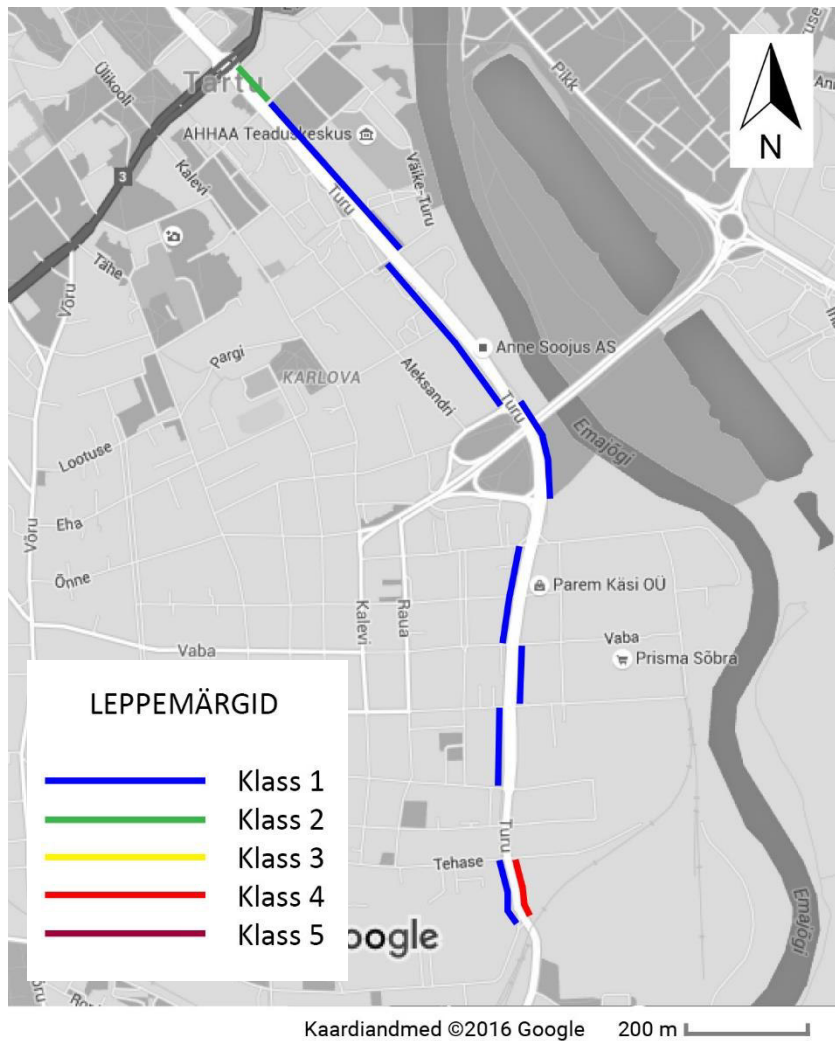 Ülikooli
Tartu
Pikk
AHHAA Teaduskeskus
N
3
Kalevi
Turu
Väike-Turu
Tähe
Võru
Anne Soojus AS
Pargi
KARLOVA
Aleksandri
Turu
Emajõgi
Lootuse
Eha
Võru
Õnne
Parem Käsi OÜ
Kalevi
Raua
Vaba
Vaba
Prisma Sõbra
LEPPEMÄRGID
Klass 1
Klass 2
Klass 3
Klass 4
Klass 5
Turu
Tehase
Emajõgi
oogle
Kaardiandmed ©2016 Google 200 m